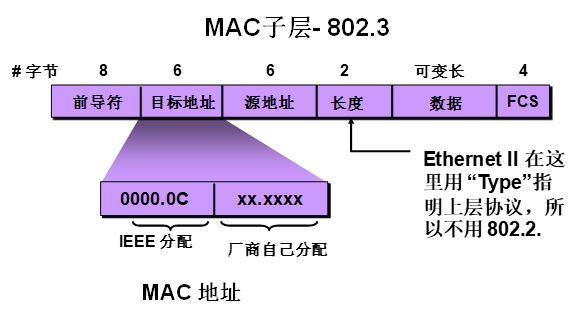 MAC子层- 802.3
# 字节 8 6 6 2 可变长 4
前导符 目标地址 源地址 长度 数据 FCS
Ethernet II 在这
里用 “Type”指
明上层协议，所
以不用 802.2.
0000.0C xx.xxxx
IEEE 分配 厂商自己分配
MAC 地址